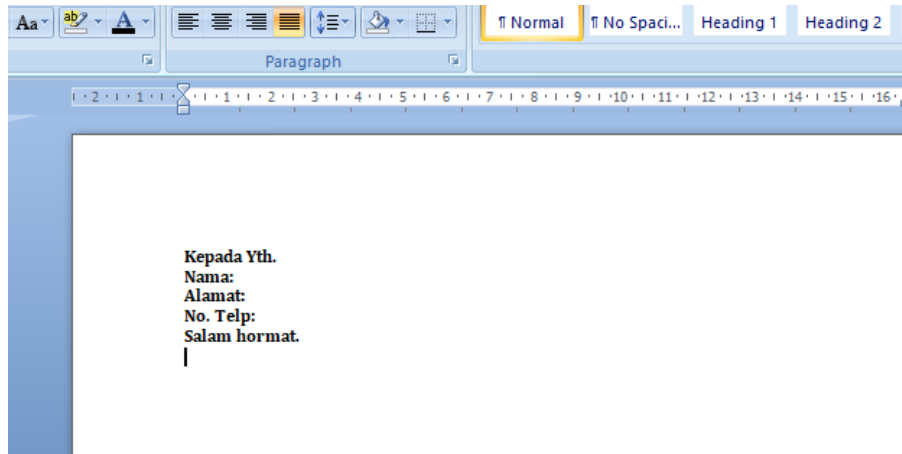 Aa
ab
A
¶ Normal
¶ No Spaci...
Heading 1
Heading 2
Paragraph
2 1 1 2 3 4 5 6 7 8 9 10 11 12 13 14 15 16
Kepada Yth.
Nama:
Alamat:
No. Telp:
Salam hormat.